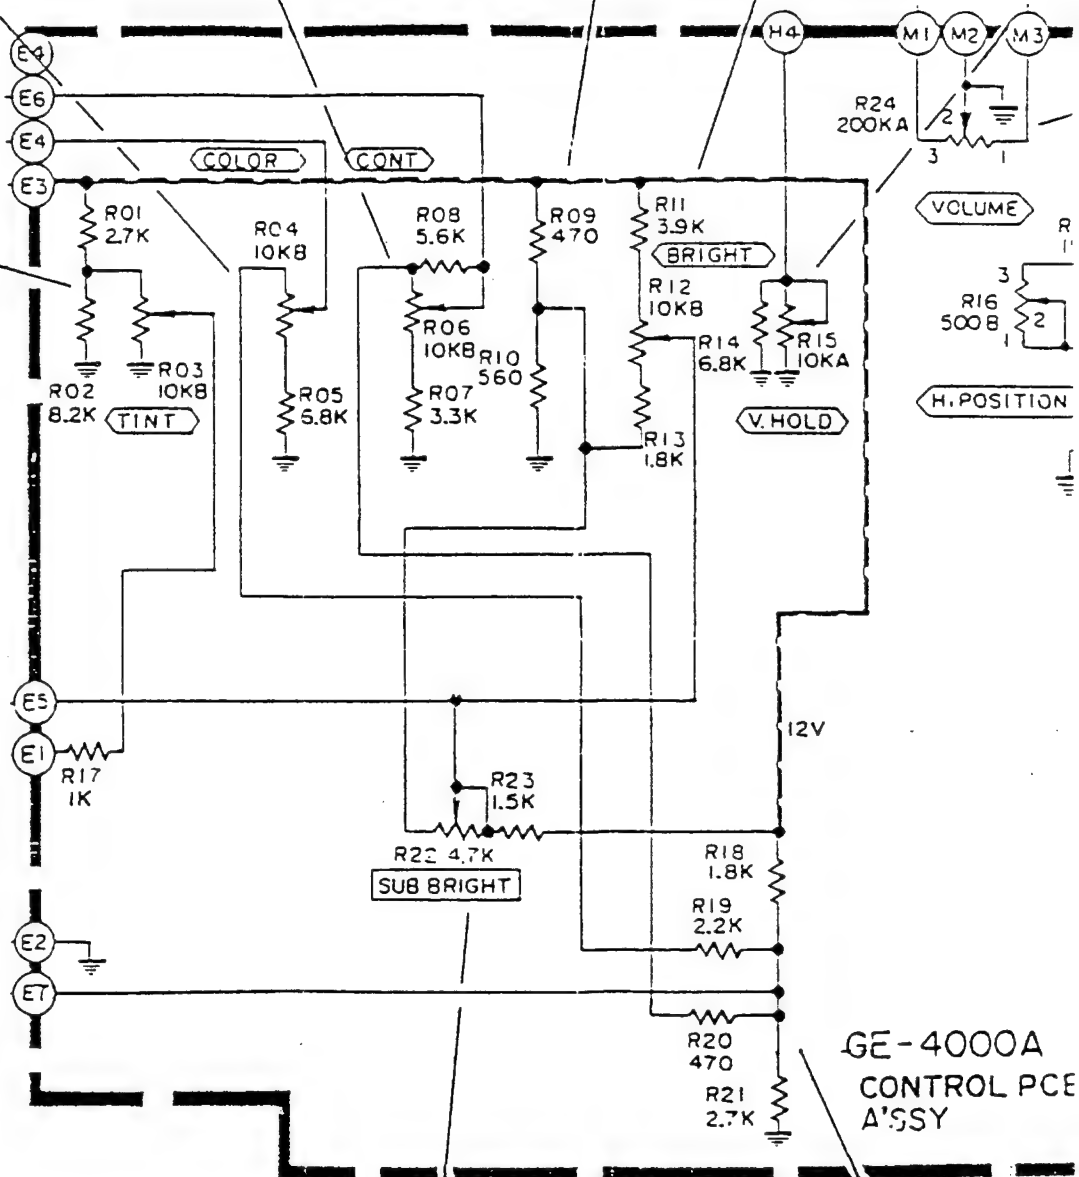 E4
H4
M1
M2
M3
E6
R24
200KA
2
3
1
E4
COLOR
CONT
E3
VOLUME
R01
2.7K
R04
10KB
R08
5.6K
R09
470
R11
3.9K
BRIGHT
R12
10KB
3
R16
500B
2
1
R06
10KB
R14
6.8K
R15
10KA
R10
560
R03
10KB
R02
8.2K
R05
6.8K
R07
3.3K
TINT
H.POSITION
V.HOLD
R13
1.8K
E5
12V
E1
R17
1K
R23
1.5K
R22 4.7K
SUB BRIGHT
R18
1.8K
R19
2.2K
E2
E7
R20
470
GE-4000A
CONTROL PCB
A'SSY
R21
2.7K